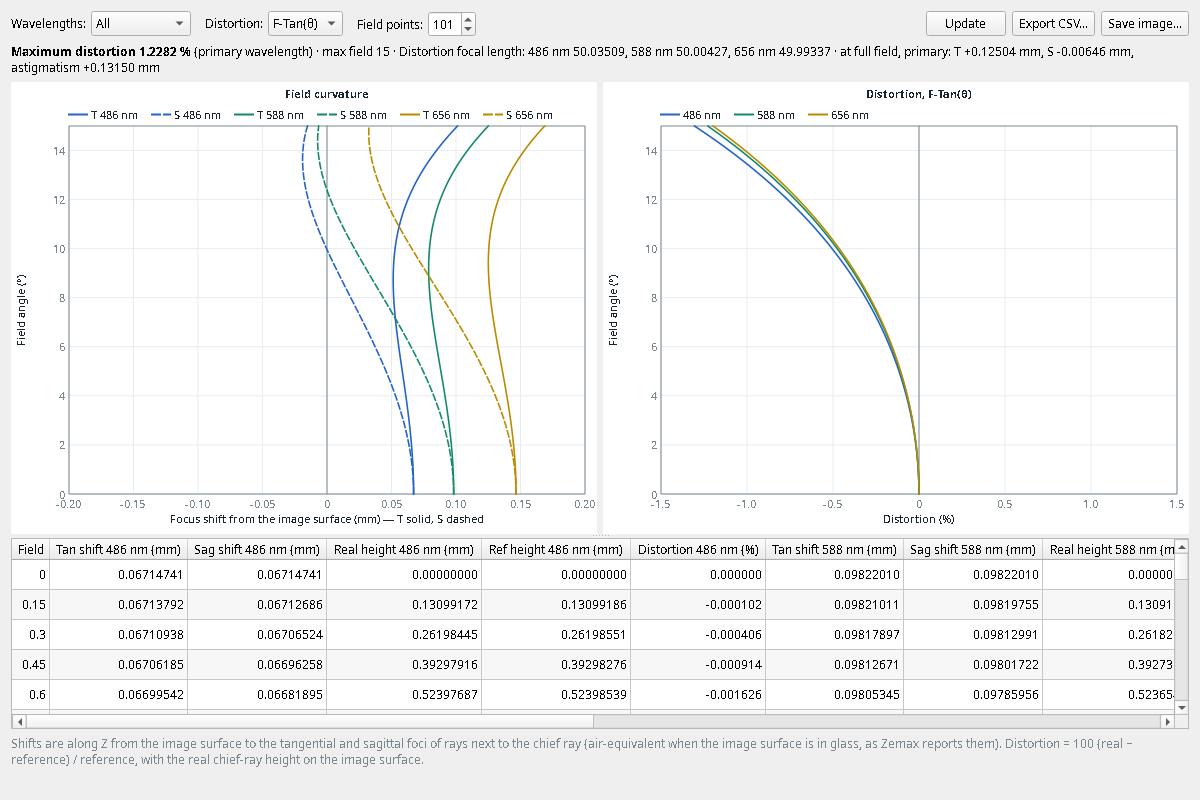 Wavelengths: All Distortion: F-Tan(θ) Field points: 101 Update Export CSV... Save image...
Maximum distortion 1.2282 % (primary wavelength) · max field 15 · Distortion focal length: 486 nm 50.03509, 588 nm 50.00427, 656 nm 49.99337 · at full field, primary: T +0.12504 mm, S -0.00646 mm,
astigmatism +0.13150 mm
Field curvature
T 486 nm S 486 nm T 588 nm S 588 nm T 656 nm S 656 nm
14
12
10
8
6
4
2
0
Field angle (°)
-0.20 -0.15 -0.10 -0.05 0 0.05 0.10 0.15 0.20
Focus shift from the image surface (mm) — T solid, S dashed
Distortion, F-Tan(θ)
486 nm 588 nm 656 nm
14
12
10
8
6
4
2
0
Field angle (°)
-1.5 -1.0 -0.5 0 0.5 1.0 1.5
Distortion (%)
Field Tan shift 486 nm (mm) Sag shift 486 nm (mm) Real height 486 nm (mm) Ref height 486 nm (mm) Distortion 486 nm (%) Tan shift 588 nm (mm) Sag shift 588 nm (mm) Real height 588 nm (m
0 0.06714741 0.06714741 0.00000000 0.00000000 0.000000 0.09822010 0.09822010 0.00000
0.15 0.06713792 0.06712686 0.13099172 0.13099186 -0.000102 0.09821011 0.09819755 0.13091
0.3 0.06710938 0.06706524 0.26198445 0.26198551 -0.000406 0.09817897 0.09812991 0.26182
0.45 0.06706185 0.06696258 0.39297916 0.39298276 -0.000914 0.09812671 0.09801722 0.39273
0.6 0.06699542 0.06681895 0.52397687 0.52398539 -0.001626 0.09805345 0.09785956 0.52365
Shifts are along Z from the image surface to the tangential and sagittal foci of rays next to the chief ray (air-equivalent when the image surface is in glass, as Zemax reports them). Distortion = 100 (real −
reference) / reference, with the real chief-ray height on the image surface.